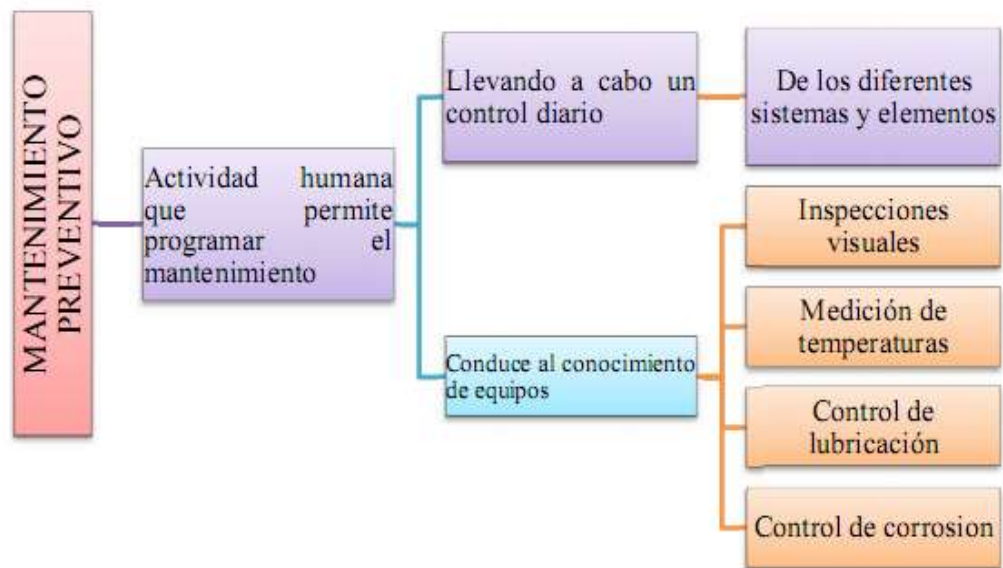 MANTENIMIENTO
PREVENTIVO
Actividad humana
que permite
programar el
mantenimiento
Llevando a cabo un
control diario
De los diferentes
sistemas y elementos
Conduce al conocimiento
de equipos
Inspecciones
visuales
Medición de
temperaturas
Control de
lubricación
Control de corrosion